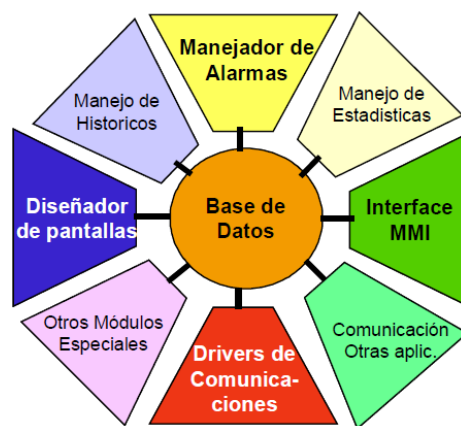 Manejador de
Alarmas
Manejo de
Historicos
Manejo de
Estadisticas
Diseñador
de pantallas
Base de
Datos
Interface
MMI
Otros Módulos
Especiales
Drivers de
Comunica-
ciones
Comunicación
Otras aplic.